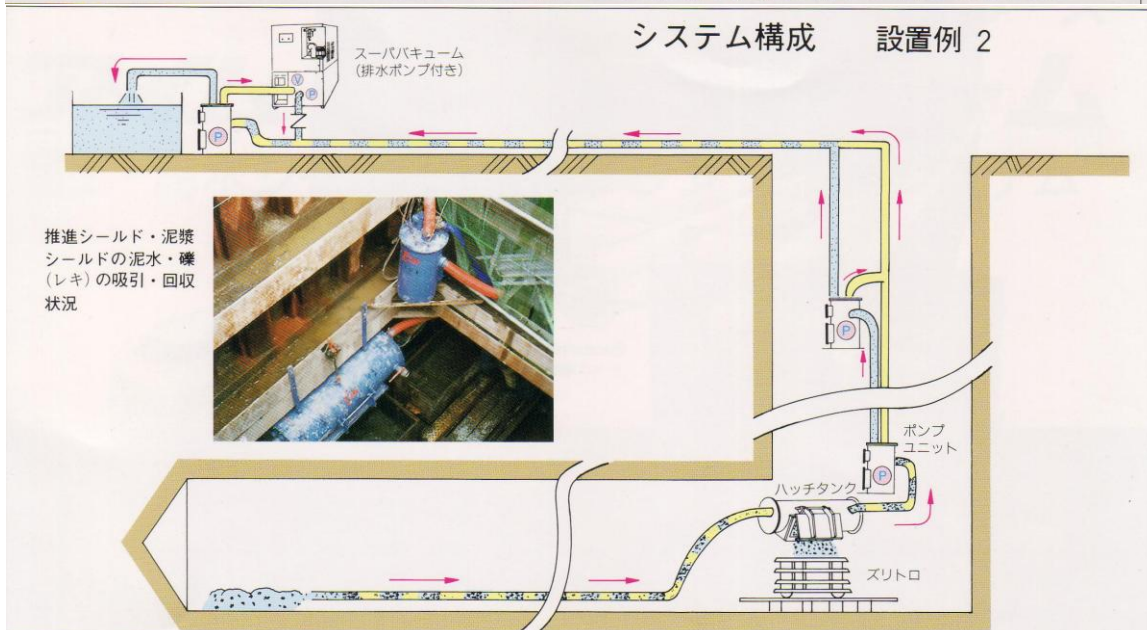 システム構成 設置例 2
スーパバキューム
(排水ポンプ付き)
V
P
P
推進シールド・泥漿
シールドの泥水・礫
(レキ)の吸引・回収
状況
P
ポンプ
ユニット
P
ハッチタンク
ズリトロ